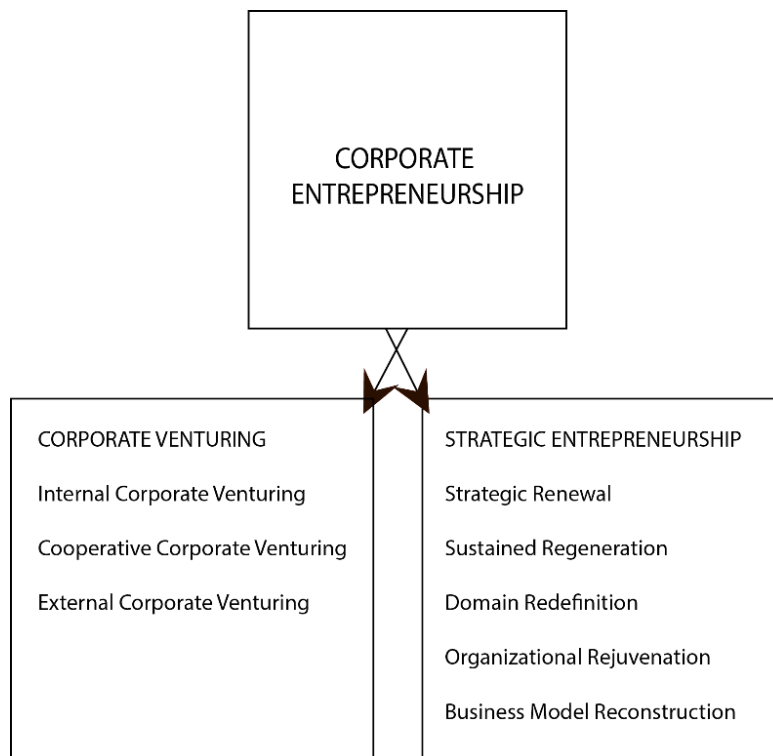 CORPORATE
ENTREPRENEURSHIP
CORPORATE VENTURING
Internal Corporate Venturing
Cooperative Corporate Venturing
External Corporate Venturing
STRATEGIC ENTREPRENEURSHIP
Strategic Renewal
Sustained Regeneration
Domain Redefinition
Organizational Rejuvenation
Business Model Reconstruction